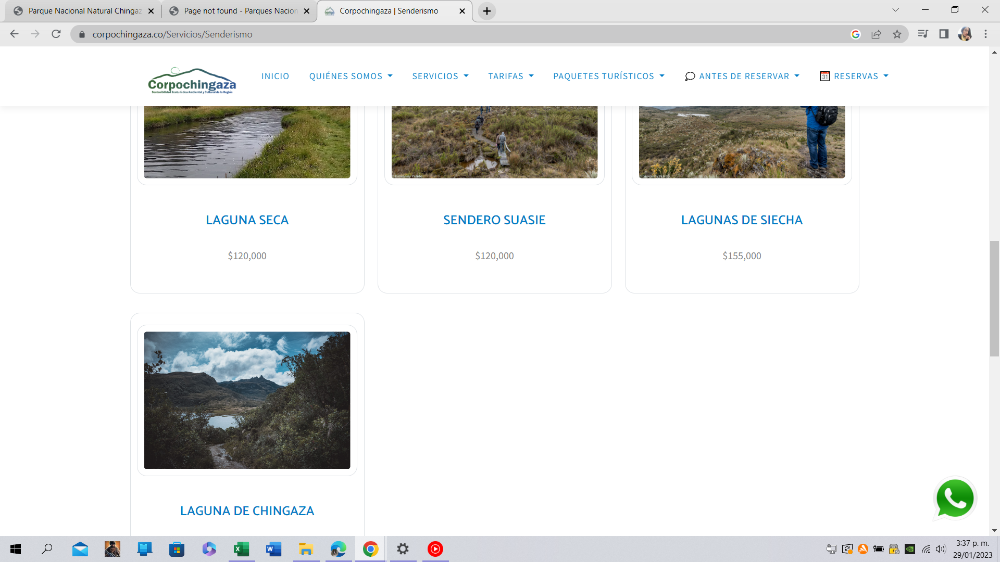 Parque Nacional Natural Chingaz
Page not found - Parques Nacion
Corpochingaza | Senderismo
corpochingaza.co/Servicios/Senderismo
Corpochingaza
Sostenibilidad Ecoturística Ambiental y Cultural de la Región
INICIO
QUIÉNES SOMOS
SERVICIOS
TARIFAS
PAQUETES TURÍSTICOS
ANTES DE RESERVAR
31
RESERVAS
© Giovanny Pulido
© Giovanny Pulido
LAGUNA SECA
SENDERO SUASIE
LAGUNAS DE SIECHA
$120,000
$120,000
$155,000
LAGUNA DE CHINGAZA
3:37 p. m.
29/01/2023